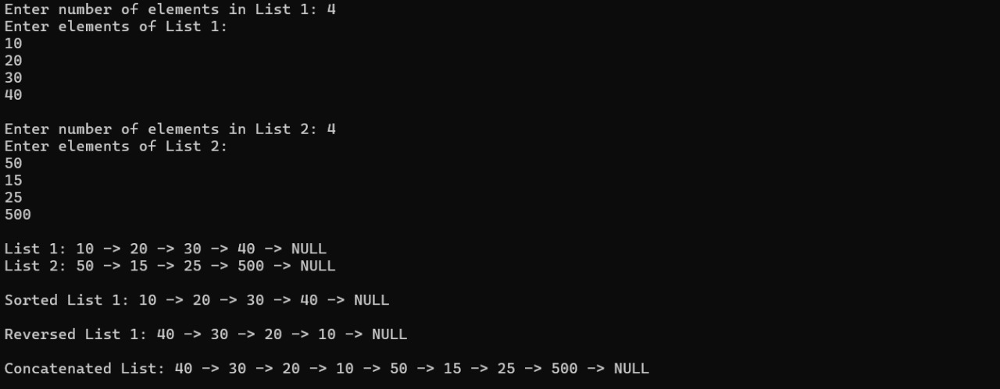 Enter number of elements in List 1: 4
Enter elements of List 1:
10
20
30
40
Enter number of elements in List 2: 4
Enter elements of List 2:
50
15
25
500
List 1: 10 -> 20 -> 30 -> 40 -> NULL
List 2: 50 -> 15 -> 25 -> 500 -> NULL
Sorted List 1: 10 -> 20 -> 30 -> 40 -> NULL
Reversed List 1: 40 -> 30 -> 20 -> 10 -> NULL
Concatenated List: 40 -> 30 -> 20 -> 10 -> 50 -> 15 -> 25 -> 500 -> NULL